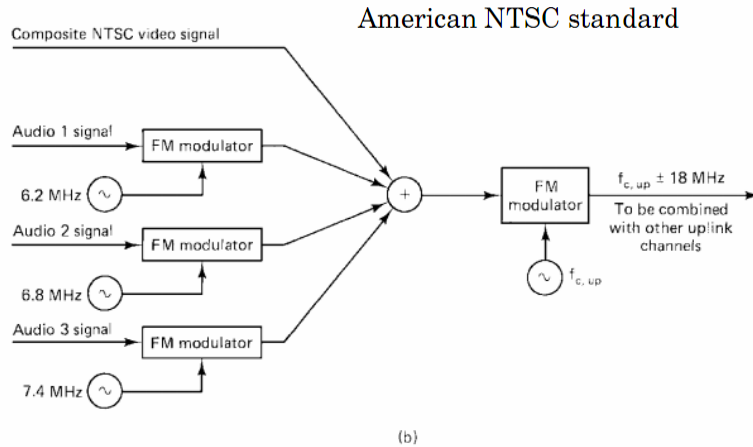 American NTSC standard
Composite NTSC video signal
Audio 1 signal
FM modulator
6.2 MHz
~
Audio 2 signal
FM modulator
6.8 MHz
~
Audio 3 signal
FM modulator
7.4 MHz
~
+
FM
modulator
~
fc, up
fc, up ± 18 MHz
To be combined
with other uplink
channels
(b)